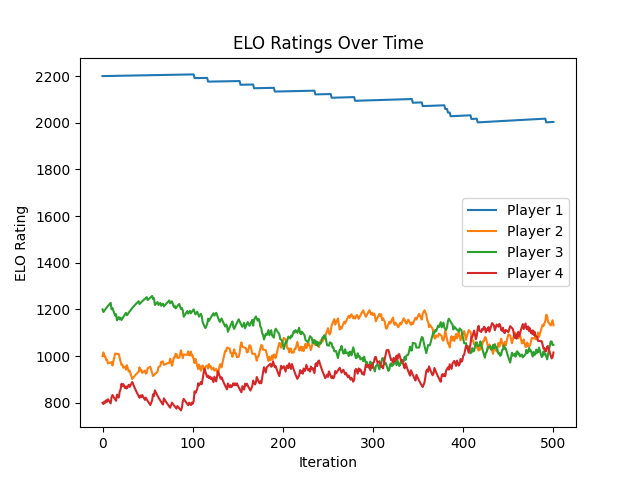 ELO Ratings Over Time
ELO Rating
2200
2000
1800
1600
1400
1200
1000
800
Player 1
Player 2
Player 3
Player 4
0
100
200
300
400
500
Iteration